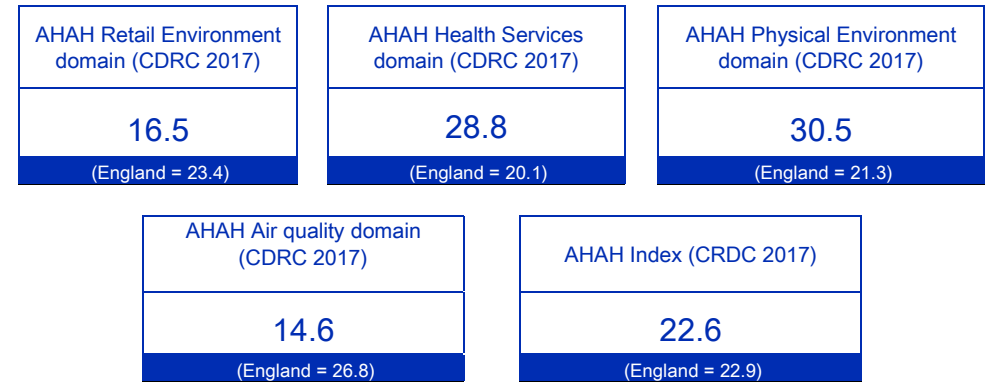 AHAH Retail Environment
domain (CDRC 2017)
16.5
(England = 23.4)
AHAH Health Services
domain (CDRC 2017)
28.8
(England = 20.1)
AHAH Physical Environment
domain (CDRC 2017)
30.5
(England = 21.3)
AHAH Air quality domain
(CDRC 2017)
14.6
(England = 26.8)
AHAH Index (CRDC 2017)
22.6
(England = 22.9)